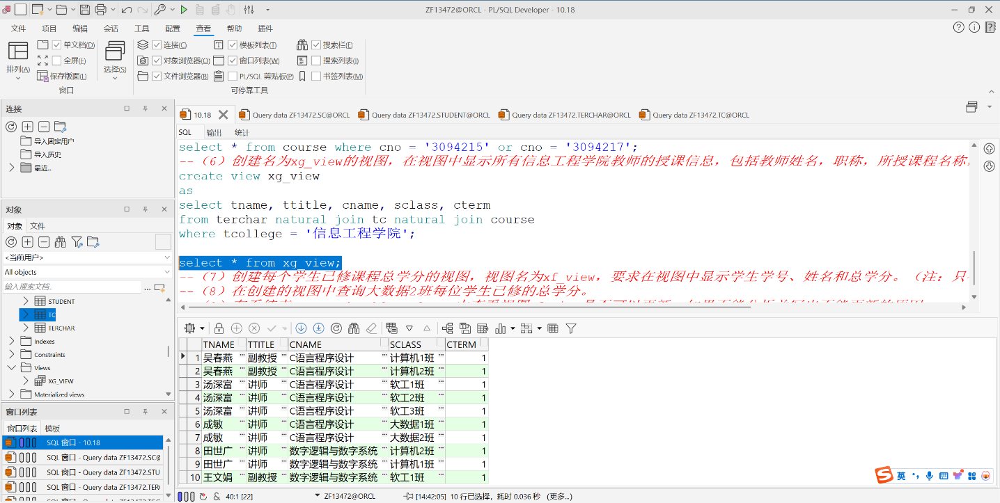 ZF13472@ORCL - PL/SQL Developer - 10.18
文件 项目 编辑 会话 工具 配置 查看 帮助 插件
排列(A)
单文档(D)
全屏(F)
保存版面(L)
窗口
选择(S)
连接(C)
对象浏览器(O)
文件浏览器(B)
模板列表(T)
窗口列表(W)
PL/SQL 剪贴板(P)
搜索栏(E)
搜索列表(I)
书签列表(M)
可停靠工具
连接
导入固定用户
导入历史
最近..
对象
对象 文件
<当前用户>
All objects
输入搜索文档..
STUDENT
TC
TERCHAR
Indexes
Constraints
Views
XG_VIEW
Materialized views
窗口列表
窗口列表 模板
SQL 窗口 - 10.18
SQL 窗口 - Query data ZF13472.SC@
SQL 窗口 - Query data ZF13472.STU
SQL 窗口 - Query data ZF13472.TER
10.18 Query data ZF13472.SC@ORCL Query data ZF13472.STUDENT@ORCL Query data ZF13472.TERCHAR@ORCL Query data ZF13472.TC@ORCL
SQL 输出 统计
select * from course where cno = '3094215' or cno = '3094217';
--（6）创建名为xg_view的视图，在视图中显示所有信息工程学院教师的授课信息，包括教师姓名，职称，所授课程名称，
create view xg_view
as
select tname, ttitle, cname, sclass, cterm
from terchar natural join tc natural join course
where tcollege = '信息工程学院';
select * from xg_view;
--（7）创建每个学生已修课程总学分的视图，视图名为xf_view，要求在视图中显示学生学号、姓名和总学分。（注：只
--（8）在创建的视图中查询大数据2班每位学生已修的总学分。
TNAME TTITLE CNAME SCLASS CTERM
1 吴春燕 副教授 C语言程序设计 计算机1班 1
2 吴春燕 副教授 C语言程序设计 计算机2班 1
3 汤深富 讲师 C语言程序设计 软工1班 1
4 汤深富 讲师 C语言程序设计 软工2班 1
5 汤深富 讲师 C语言程序设计 软工3班 1
6 成敏 讲师 C语言程序设计 大数据1班 1
7 成敏 讲师 C语言程序设计 大数据2班 1
8 田世广 讲师 数字逻辑与数字系统 计算机2班 1
9 田世广 讲师 数字逻辑与数字系统 计算机1班 1
10 王文娟 副教授 数字逻辑与数字系统 软工1班 1
英
40:1 [22] ZF13472@ORCL [14:42:05] 10 行已选择，耗时 0.036 秒 (更多...)